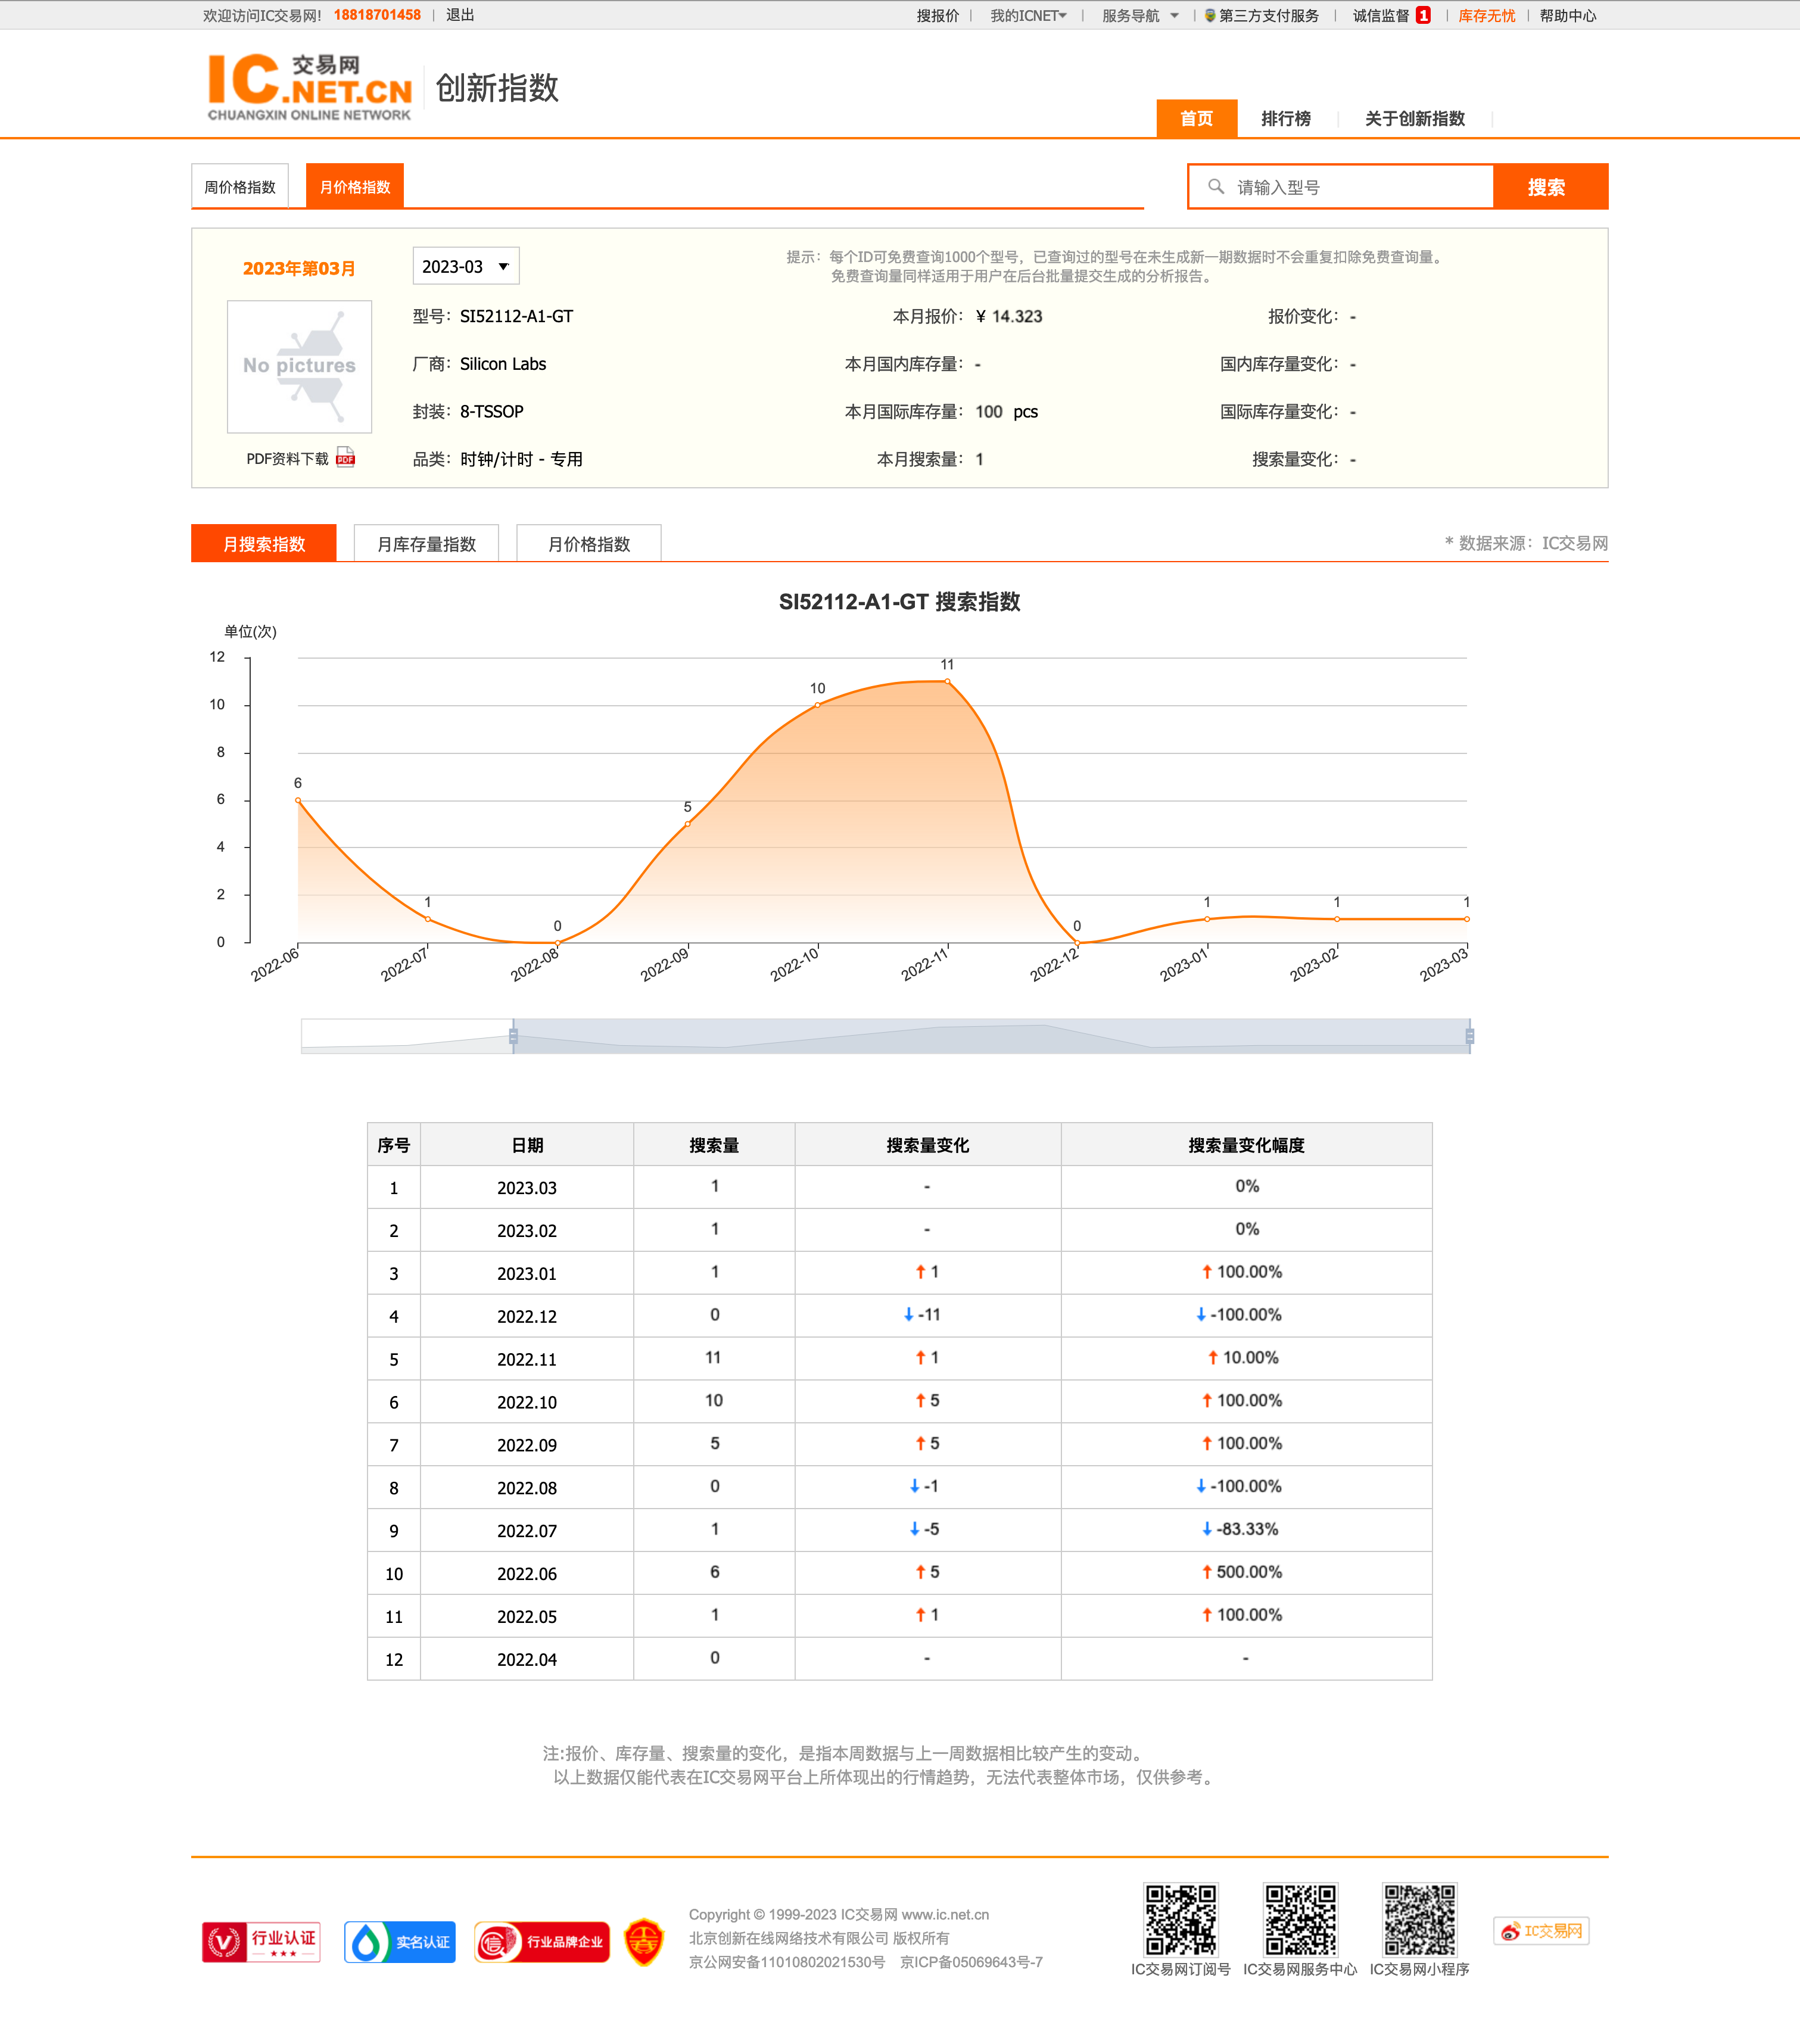 欢迎访问IC交易网! 18818701458 | 退出
搜报价 | 我的ICNET | 服务导航 | 第三方支付服务 | 诚信监督 1 | 库存无忧 | 帮助中心
IC交易网.NET.CN
CHUANGXIN ONLINE NETWORK
创新指数
首页 排行榜 关于创新指数
周价格指数 月价格指数 请输入型号 搜索
2023年第03月 2023-03
提示：每个ID可免费查询1000个型号，已查询过的型号在未生成新一期数据时不会重复扣除免费查询量。
免费查询量同样适用于用户在后台批量提交生成的分析报告。
No pictures
PDF资料下载 PDF
型号：SI52112-A1-GT 本月报价：¥ 14.323 报价变化：-
厂商：Silicon Labs 本月国内库存量：- 国内库存量变化：-
封装：8-TSSOP 本月国际库存量：100 pcs 国际库存量变化：-
品类：时钟/计时 - 专用 本月搜索量：1 搜索量变化：-
月搜索指数 月库存量指数 月价格指数 * 数据来源：IC交易网
SI52112-A1-GT 搜索指数
单位(次)
12
10
8
6
4
2
0
6 1 0 5 10 11 0 1 1 1
2022-06 2022-07 2022-08 2022-09 2022-10 2022-11 2022-12 2023-01 2023-02 2023-03
序号 日期 搜索量 搜索量变化 搜索量变化幅度
1 2023.03 1 - 0%
2 2023.02 1 - 0%
3 2023.01 1 ↑ 1 ↑ 100.00%
4 2022.12 0 ↓ -11 ↓ -100.00%
5 2022.11 11 ↑ 1 ↑ 10.00%
6 2022.10 10 ↑ 5 ↑ 100.00%
7 2022.09 5 ↑ 5 ↑ 100.00%
8 2022.08 0 ↓ -1 ↓ -100.00%
9 2022.07 1 ↓ -5 ↓ -83.33%
10 2022.06 6 ↑ 5 ↑ 500.00%
11 2022.05 1 ↑ 1 ↑ 100.00%
12 2022.04 0 - -
注:报价、库存量、搜索量的变化，是指本周数据与上一周数据相比较产生的变动。
以上数据仅能代表在IC交易网平台上所体现出的行情趋势，无法代表整体市场，仅供参考。
行业认证
实名认证
信 行业品牌企业
Copyright © 1999-2023 IC交易网 www.ic.net.cn
北京创新在线网络技术有限公司 版权所有
京公网安备11010802021530号 京ICP备05069643号-7
IC交易网订阅号 IC交易网服务中心 IC交易网小程序
IC交易网